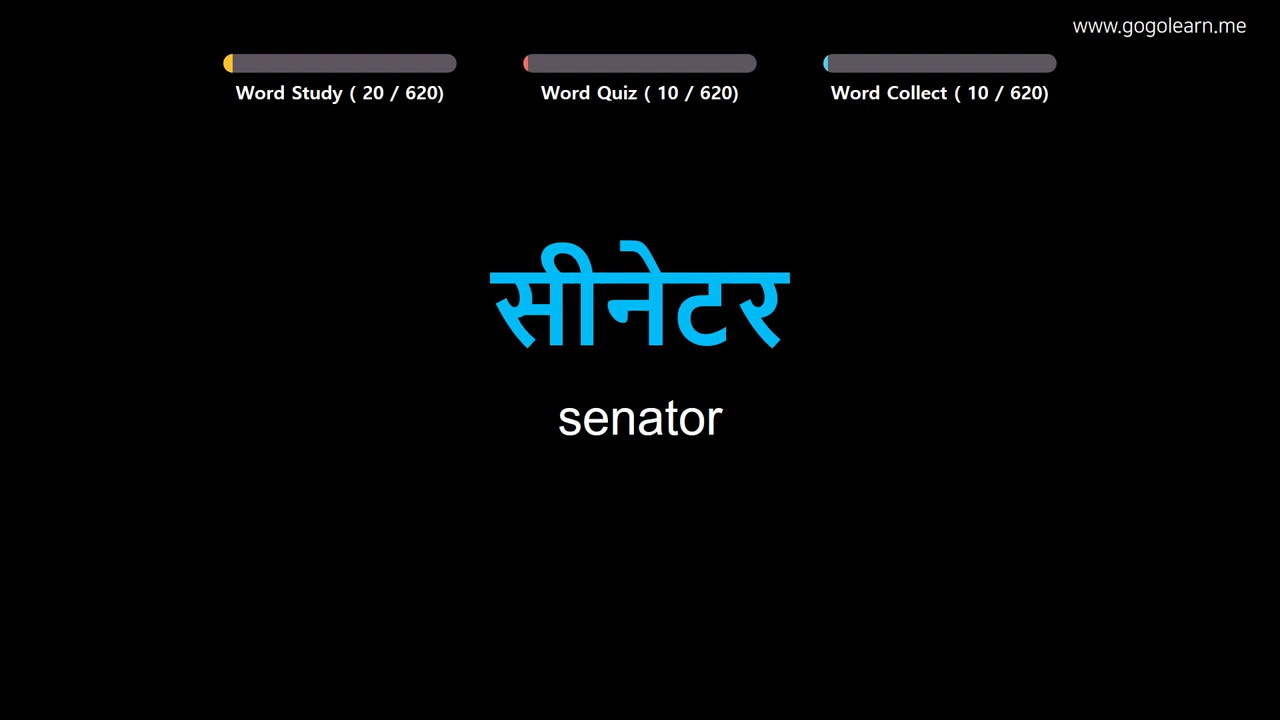 www.gogolearn.me
Word Study ( 20 / 620)
Word Quiz ( 10 / 620)
Word Collect ( 10 / 620)
सीनेटर
senator